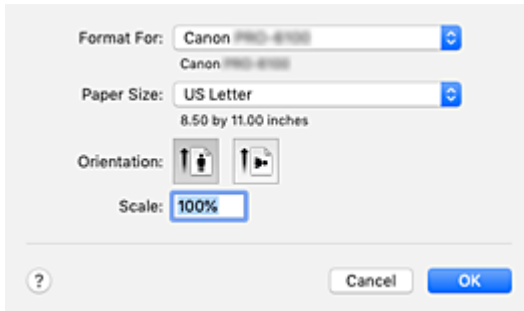 Format For: Canon
Canon
Paper Size: US Letter
8.50 by 11.00 inches
Orientation:
Scale: 100%
? Cancel OK